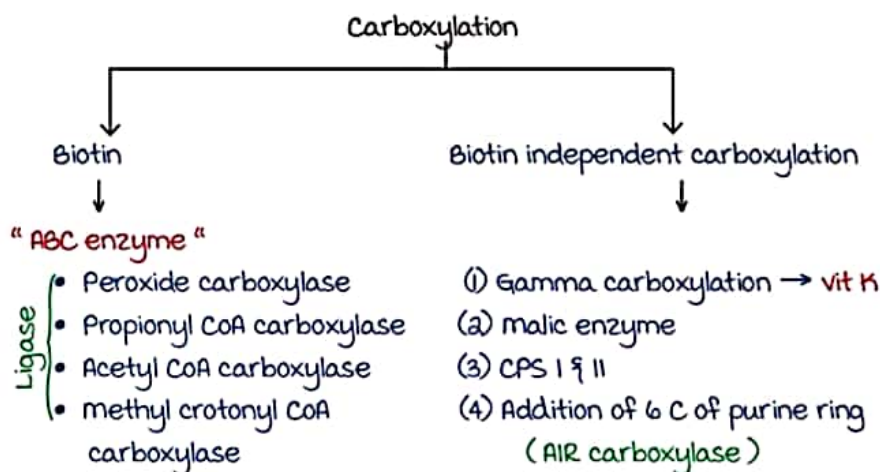 Carboxylation
Biotin
Biotin independent carboxylation
" ABC enzyme "
Ligase
• Peroxide carboxylase
• Propionyl CoA carboxylase
• Acetyl CoA carboxylase
• methyl crotonyl CoA
carboxylase
(1) Gamma carboxylation → vit K
(2) malic enzyme
(3) CPS I & II
(4) Addition of 6 C of purine ring
(AIR carboxylase)